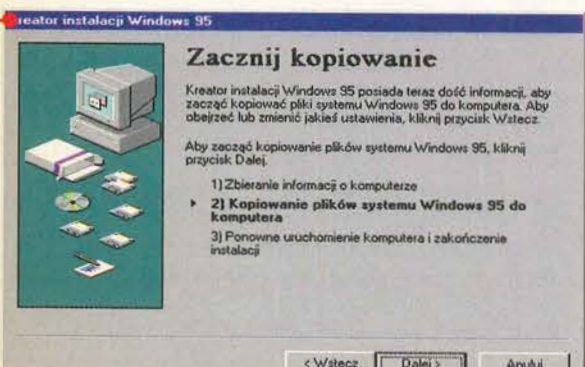 Kreator instalacji Windows 95
Zacznij kopiowanie
Kreator instalacji Windows 95 posiada teraz dość informacji, aby
zacząć kopiować pliki systemu Windows 95 do komputera. Aby
obejrzeć lub zmienić jakieś ustawienia, kliknij przycisk Wstecz.
Aby zacząć kopiowanie plików systemu Windows 95, kliknij
przycisk Dalej.
1) Zbieranie informacji o komputerze
2) Kopiowanie plików systemu Windows 95 do
komputera
3) Ponowne uruchomienie komputera i zakończenie
instalacji
< Wstecz Dalej > Anuluj